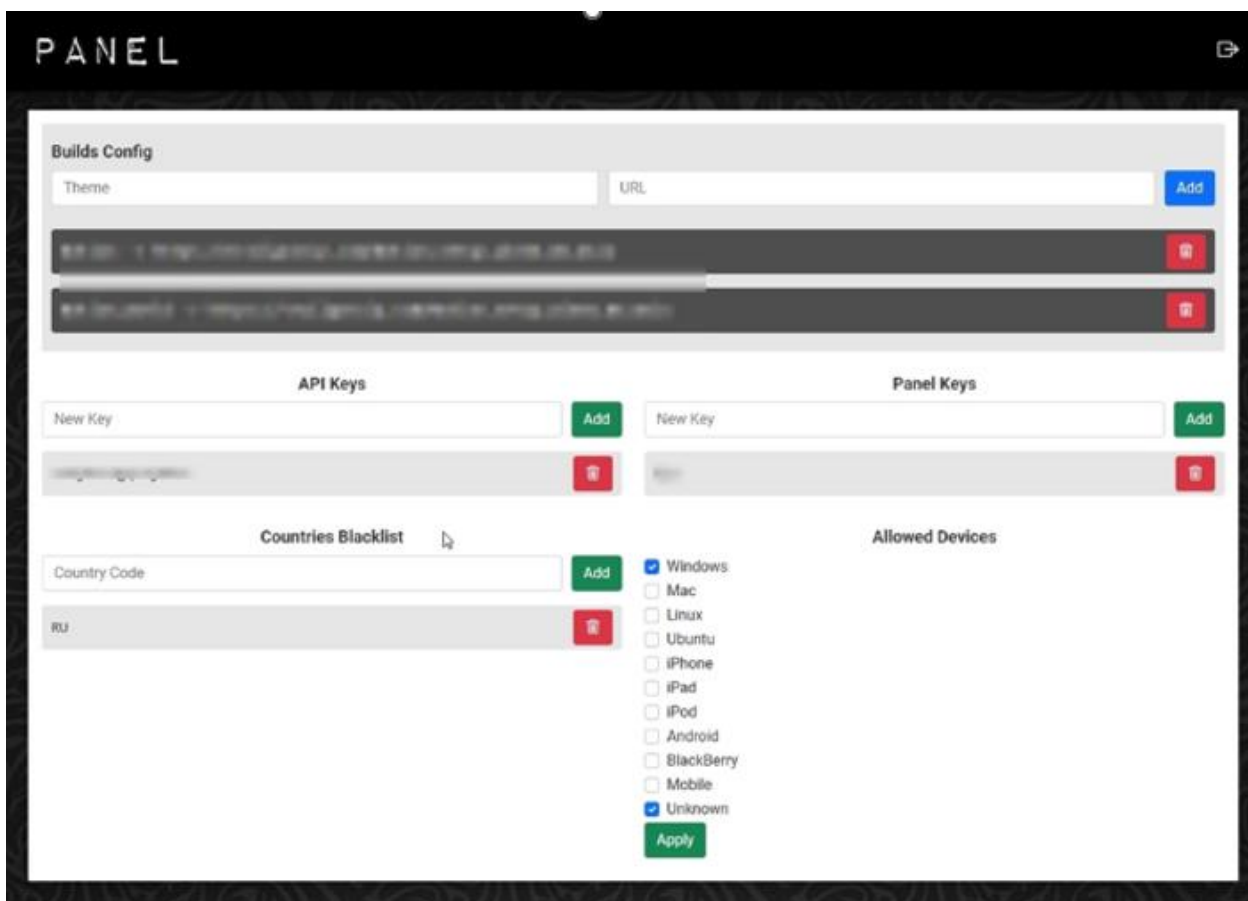 PANEL
Builds Config
Theme
URL
Add
API Keys
New Key
Add
Panel Keys
New Key
Add
Countries Blacklist
Country Code
Add
RU
Allowed Devices
Windows
Mac
Linux
Ubuntu
iPhone
iPad
iPod
Android
BlackBerry
Mobile
Unknown
Apply